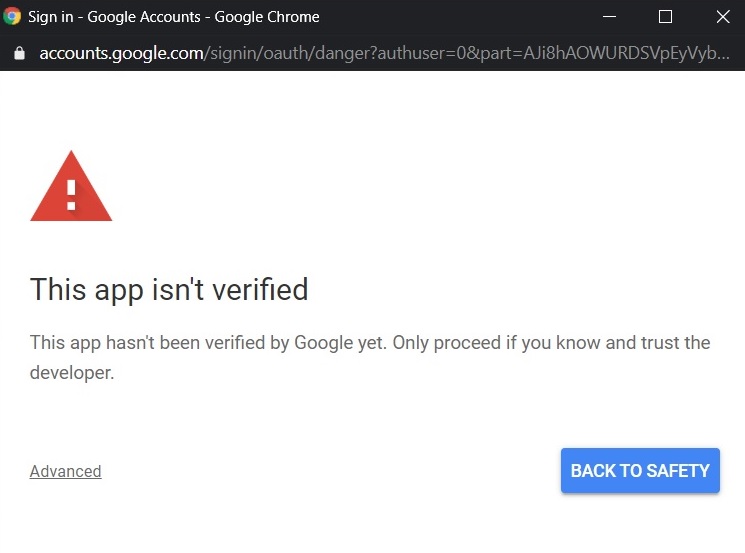 Sign in - Google Accounts - Google Chrome
accounts.google.com/signin/oauth/danger?authuser=0&part=AJi8hAOWURDSVpEyVyb...
This app isn't verified
This app hasn't been verified by Google yet. Only proceed if you know and trust the
developer.
Advanced
BACK TO SAFETY